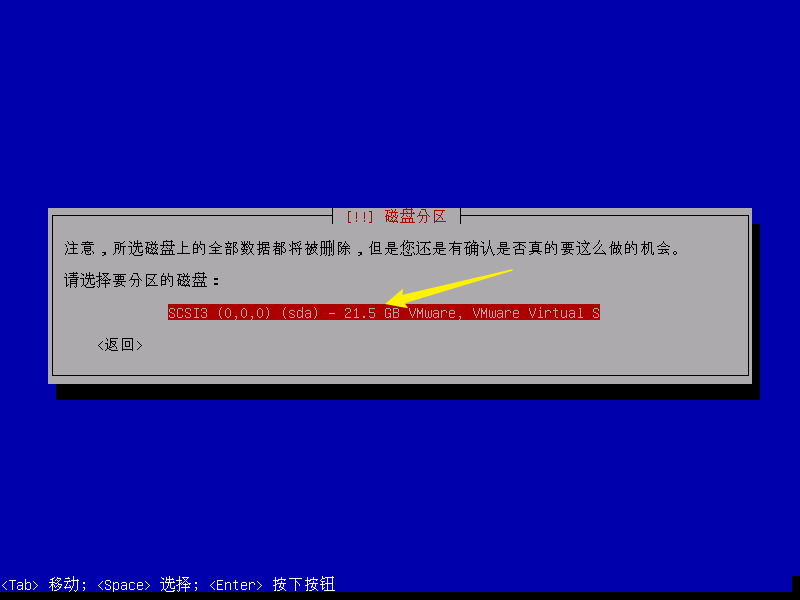 [!!] 磁盘分区
注意，所选磁盘上的全部数据都将被删除，但是您还是有确认是否真的要这么做的机会。
请选择要分区的磁盘：
SCSI3 (0,0,0) (sda) - 21.5 GB VMware, VMware Virtual S
<返回>
<Tab> 移动; <Space> 选择; <Enter> 按下按钮